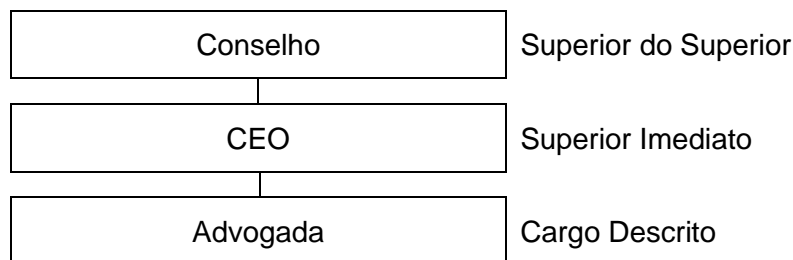 Conselho Superior do Superior
CEO Superior Imediato
Advogada Cargo Descrito